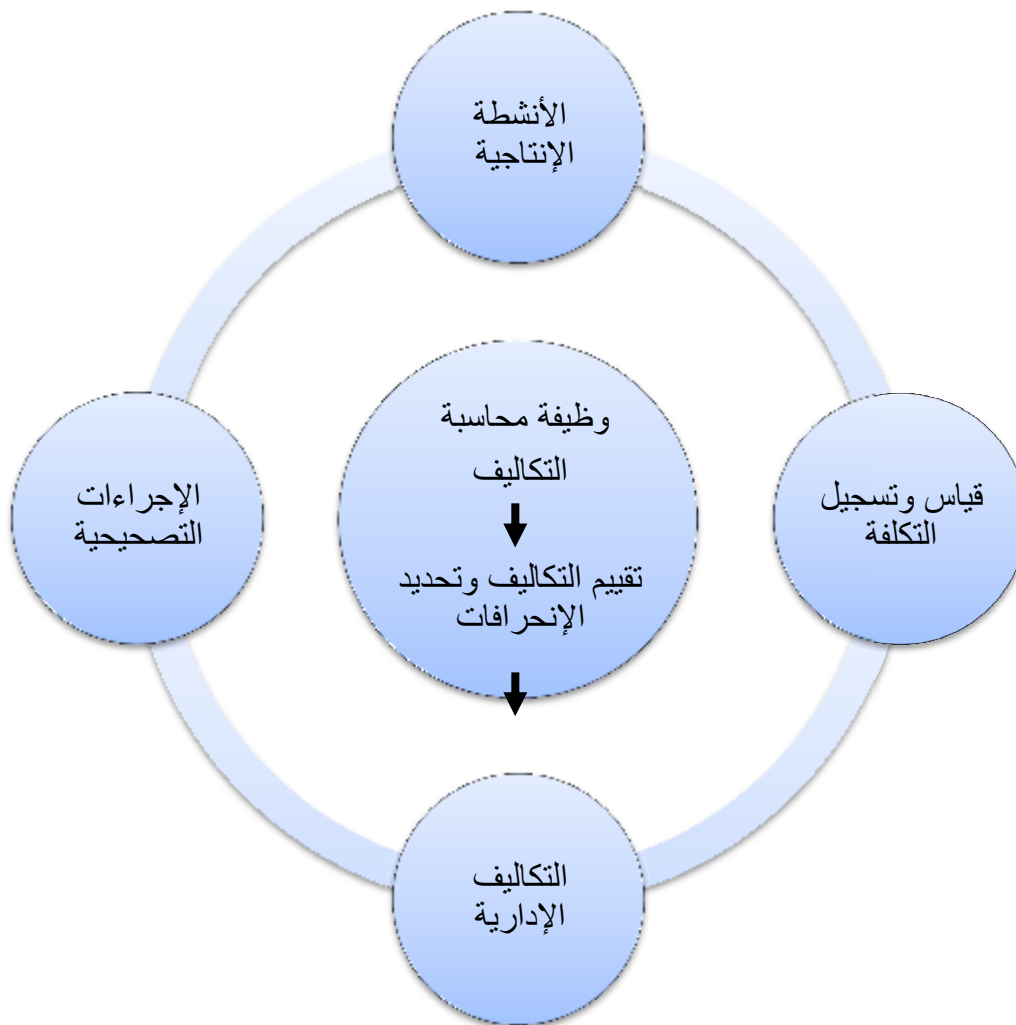 الأنشطة
الإنتاجية
وظيفة محاسبة
التكاليف
تقييم التكاليف وتحديد
الإنحرافات
قياس وتسجيل
التكلفة
الإجراءات
التصحيحية
التكاليف
الإدارية